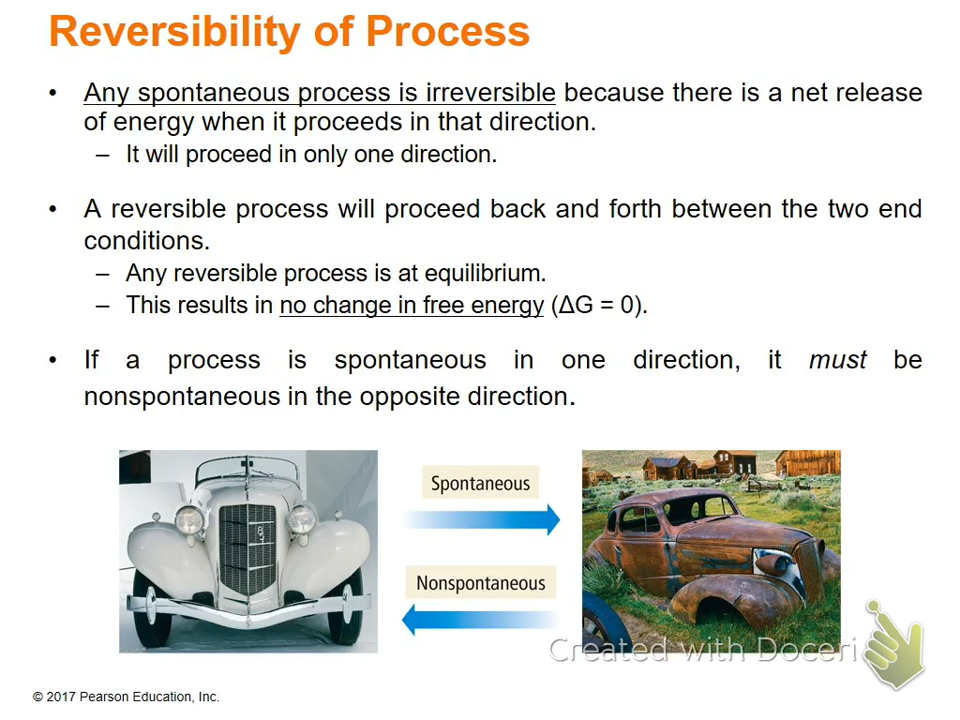 Reversibility of Process
• Any spontaneous process is irreversible because there is a net release
of energy when it proceeds in that direction.
– It will proceed in only one direction.
• A reversible process will proceed back and forth between the two end
conditions.
– Any reversible process is at equilibrium.
– This results in no change in free energy (ΔG = 0).
• If a process is spontaneous in one direction, it must be
nonspontaneous in the opposite direction.
Spontaneous
Nonspontaneous
Created with Doceri
© 2017 Pearson Education, Inc.